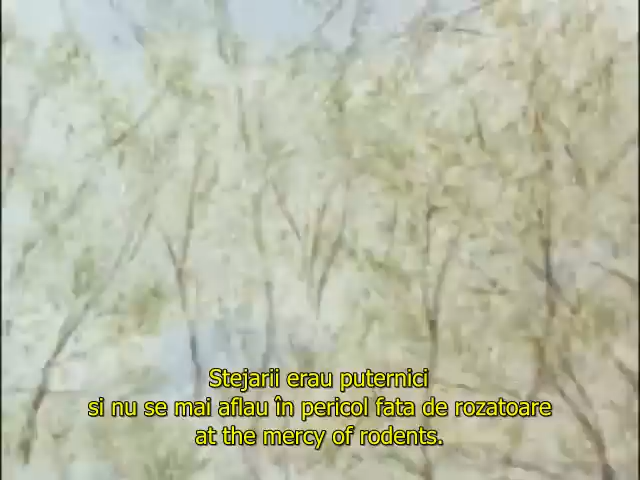 Stejarii erau puternici
si nu se mai aflau în pericol fata de rozatoare
at the mercy of rodents.